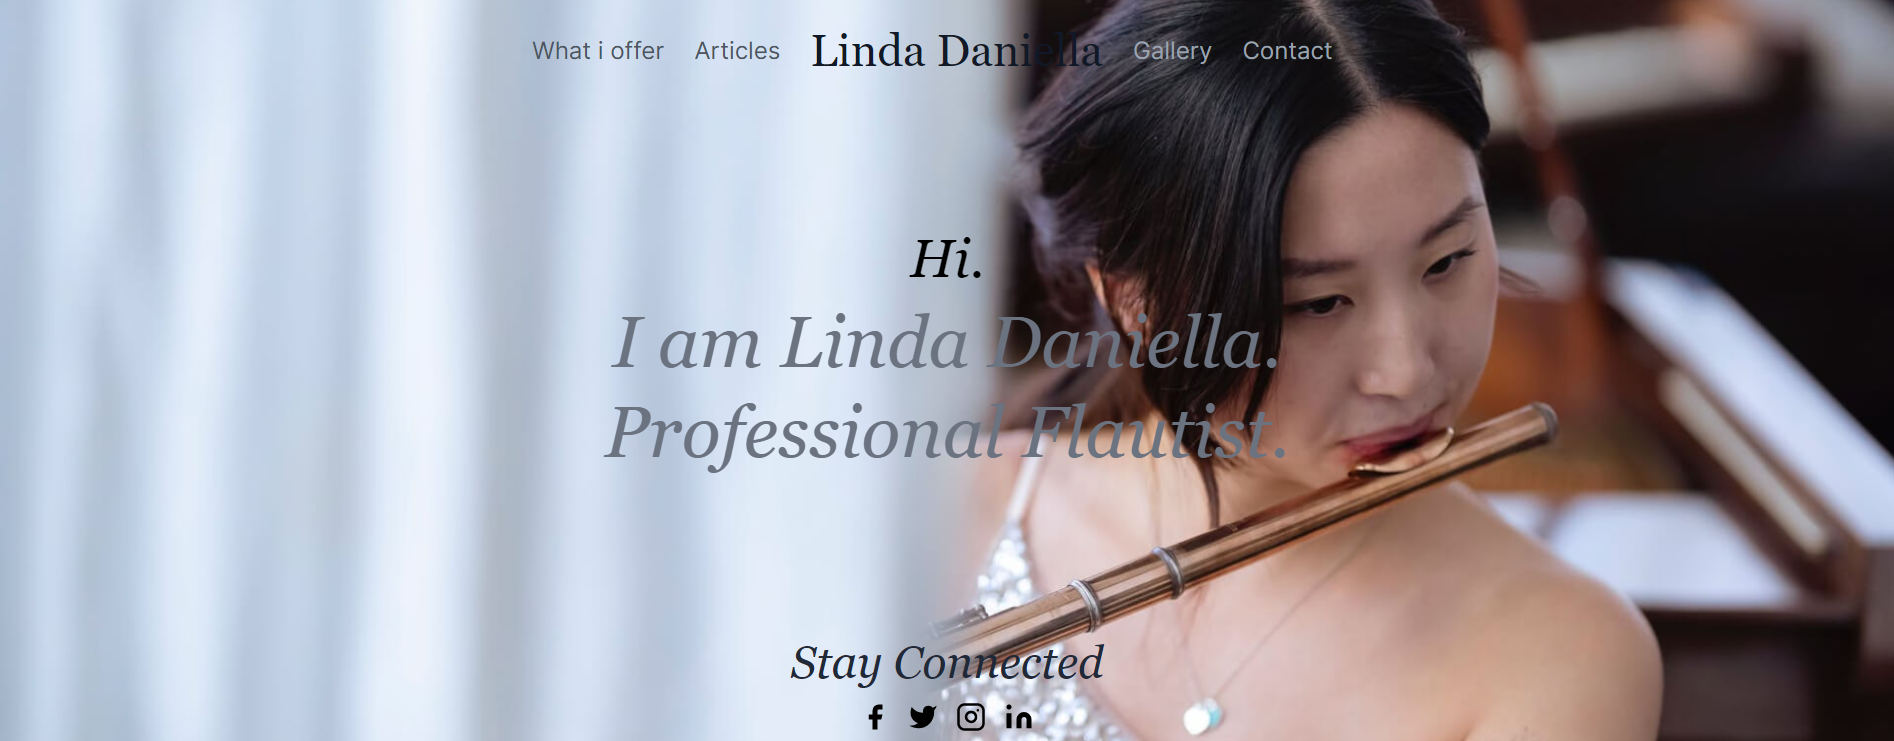 What i offer Articles Linda Daniella Gallery Contact
Hi.
I am Linda Daniella.
Professional Flautist.
Stay Connected